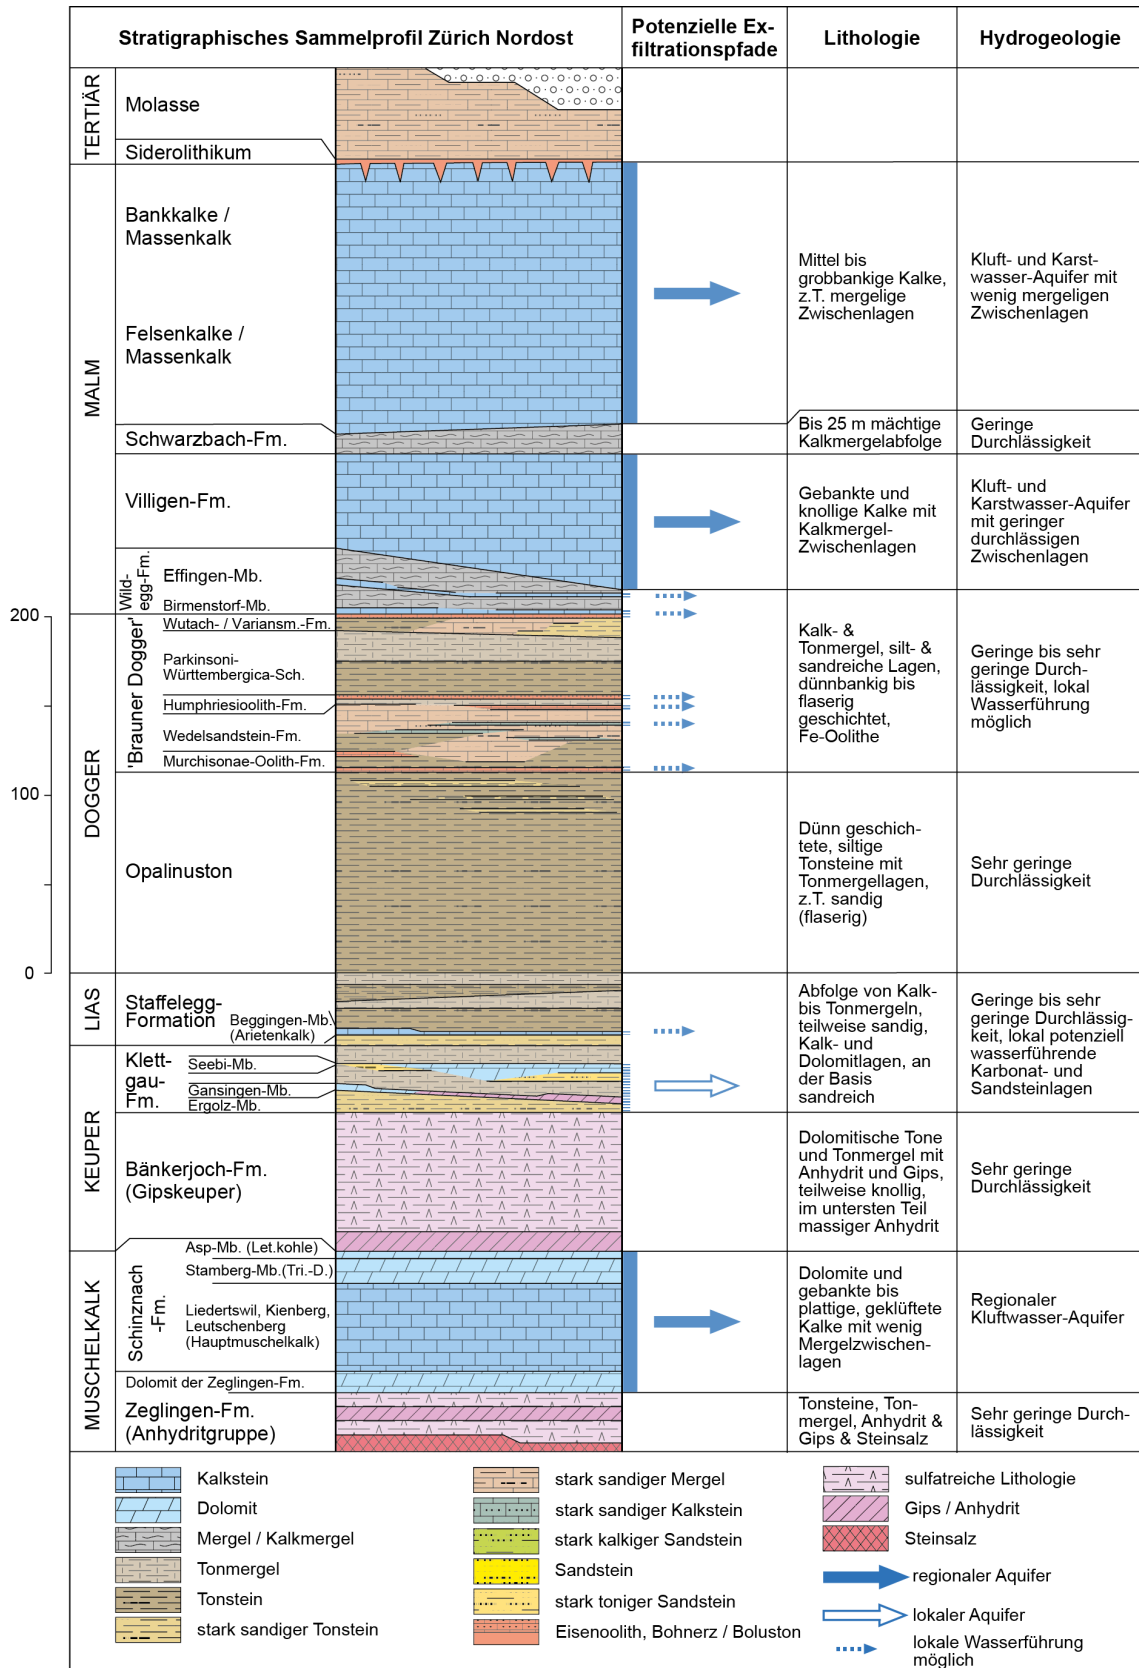 Stratigraphisches Sammelprofil Zürich Nordost
Potenzielle Ex-
filtrationspfade
Lithologie
Hydrogeologie
TERTIÄR
Molasse
Siderolithikum
MALM
Bankkalke /
Massenkalk
Felsenkalke /
Massenkalk
Mittel bis
grobbankige Kalke,
z.T. mergelige
Zwischenlagen
Kluft- und Karst-
wasser-Aquifer mit
wenig mergeligen
Zwischenlagen
Schwarzbach-Fm.
Bis 25 m mächtige
Kalkmergelabfolge
Geringe
Durchlässigkeit
Villigen-Fm.
Gebankte und
knollige Kalke mit
Kalkmergel-
Zwischenlagen
Kluft- und
Karstwasser-Aquifer
mit geringer
durchlässigen
Zwischenlagen
Wild-
egg-Fm.
Effingen-Mb.
Birmenstorf-Mb.
200
100
0
DOGGER
'Brauner Dogger'
Wutach- / Variansm.-Fm.
Parkinsoni-
Württembergica-Sch.
Humphriesioolith-Fm.
Wedelsandstein-Fm.
Murchisonae-Oolith-Fm.
Kalk- &
Tonmergel, silt- &
sandreiche Lagen,
dünnbankig bis
flaserig
geschichtet,
Fe-Oolithe
Geringe bis sehr
geringe Durch-
lässigkeit, lokal
Wasserführung
möglich
Opalinuston
Dünn geschich-
tete, siltige
Tonsteine mit
Tonmergellagen,
z.T. sandig
(flaserig)
Sehr geringe
Durchlässigkeit
LIAS
Staffelegg-
Formation
Beggingen-Mb.
(Arietenkalk)
Abfolge von Kalk-
bis Tonmergeln,
teilweise sandig,
Kalk- und
Dolomitlagen, an
der Basis
sandreich
Geringe bis sehr
geringe Durchlässig-
keit, lokal potenziell
wasserführende
Karbonat- und
Sandsteinlagen
KEUPER
Klett-
gau-
Fm.
Seebi-Mb.
Gansingen-Mb.
Ergolz-Mb.
Bänkerjoch-Fm.
(Gipskeuper)
Dolomitische Tone
und Tonmergel mit
Anhydrit und Gips,
teilweise knollig,
im untersten Teil
massiger Anhydrit
Sehr geringe
Durchlässigkeit
MUSCHELKALK
Schinznach
-Fm.
Asp-Mb. (Let.kohle)
Stamberg-Mb.(Tri.-D.)
Liedertswil, Kienberg,
Leutschenberg
(Hauptmuschelkalk)
Dolomit der Zeglingen-Fm.
Dolomite und
gebankte bis
plattige, geklüftete
Kalke mit wenig
Mergelzwischen-
lagen
Regionaler
Kluftwasser-Aquifer
Zeglingen-Fm.
(Anhydritgruppe)
Tonsteine, Ton-
mergel, Anhydrit &
Gips & Steinsalz
Sehr geringe Durch-
lässigkeit
Kalkstein
Dolomit
Mergel / Kalkmergel
Tonmergel
Tonstein
stark sandiger Tonstein
stark sandiger Mergel
stark sandiger Kalkstein
stark kalkiger Sandstein
Sandstein
stark toniger Sandstein
Eisenoolith, Bohnerz / Boluston
sulfatreiche Lithologie
Gips / Anhydrit
Steinsalz
regionaler Aquifer
lokaler Aquifer
lokale Wasserführung
möglich